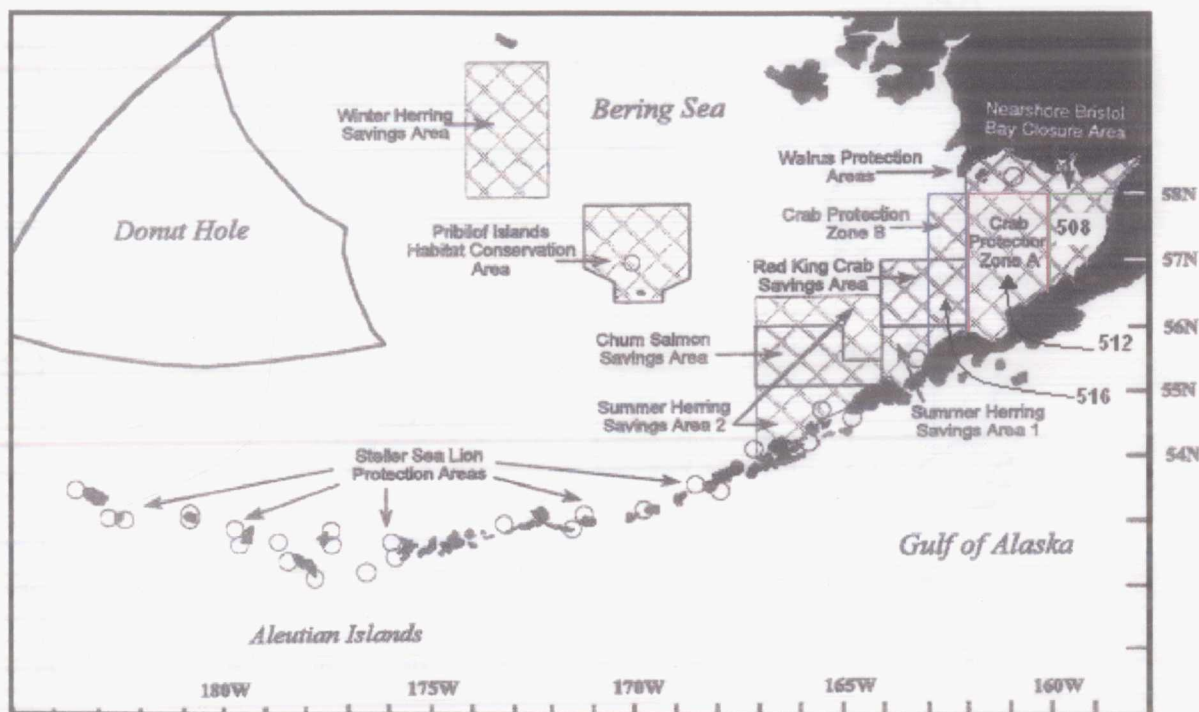 Winter Herring
Savings Area
Bering Sea
Nearshore Bristol
Bay Closure Area
Walrus Protection
Areas
Donut Hole
Pribilof Islands
Habitat Conservation
Area
Crab Protection
Zone B
Crab
Protection
Zone A
508
58N
Red King Crab
Savings Area
57N
Chum Salmon
Savings Area
56N
512
516
55N
Summer Herring
Savings Area 2
Summer Herring
Savings Area 1
54N
Steller Sea Lion
Protection Areas
Gulf of Alaska
Aleutian Islands
180W
175W
170W
165W
160W